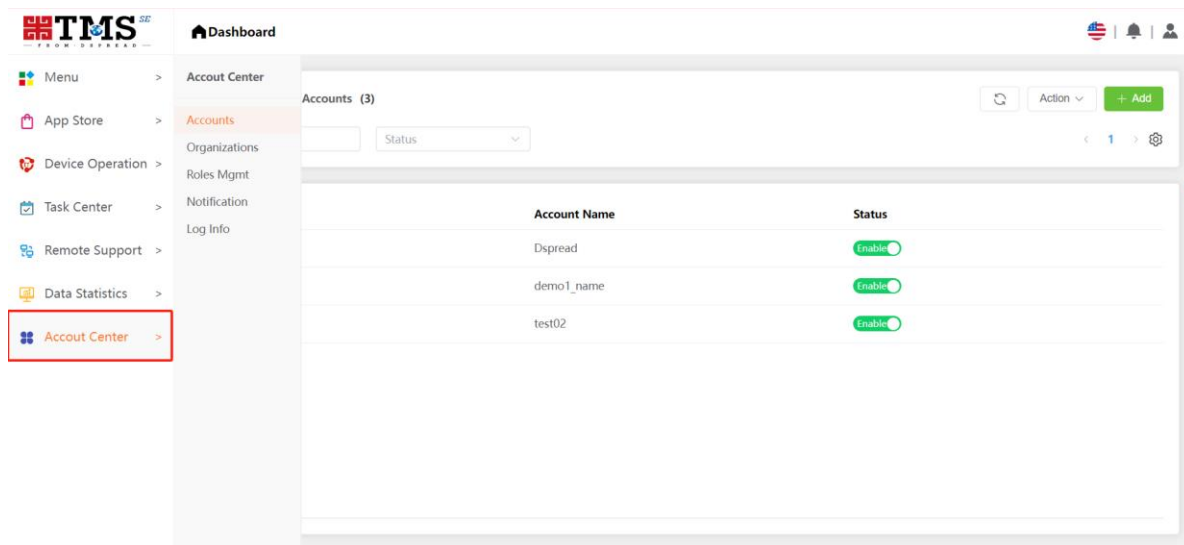 TMS SE
FROM DSPREAD
Dashboard
Menu >
App Store >
Device Operation >
Task Center >
Remote Support >
Data Statistics >
Accout Center >
Accout Center
Accounts
Organizations
Roles Mgmt
Notification
Log Info
Accounts (3)
Action
+ Add
Status
< 1 >
Account Name Status
Dspread Enable
demo1_name Enable
test02 Enable